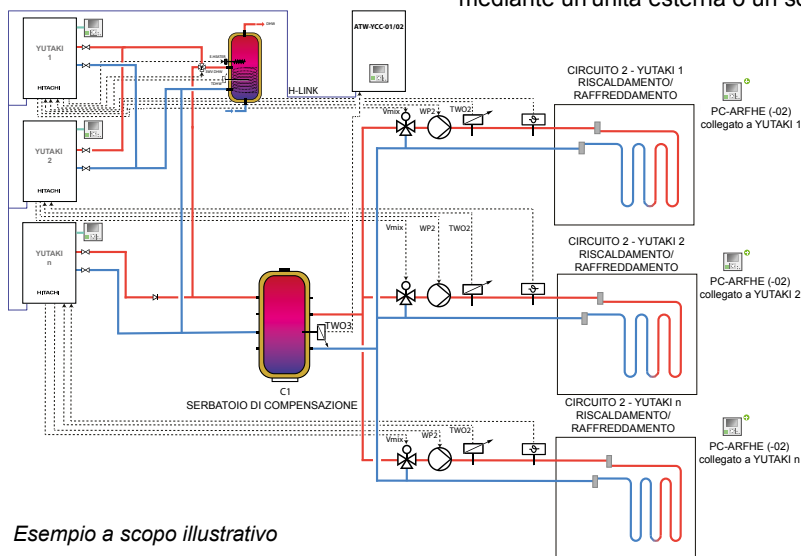 mediante un'unità esterna o un
YUTAKI
1
HITACHI
YUTAKI
2
HITACHI
YUTAKI
n
HITACHI
DHW
H-LINK
ATW-YCC-01/02
Vmix
WP2
TWO2
CIRCUITO 2 - YUTAKI 1
RISCALDAMENTO/
RAFFREDDAMENTO
PC-ARFHE (-02)
collegato a YUTAKI 1
Vmix
WP2
TWO2
CIRCUITO 2 - YUTAKI 2
RISCALDAMENTO/
RAFFREDDAMENTO
PC-ARFHE (-02)
collegato a YUTAKI 2
TWO3
C1
SERBATOIO DI COMPENSAZIONE
Vmix
WP2
TWO2
CIRCUITO 2 - YUTAKI n
RISCALDAMENTO/
RAFFREDDAMENTO
PC-ARFHE (-02)
collegato a YUTAKI n
Esempio a scopo illustrativo